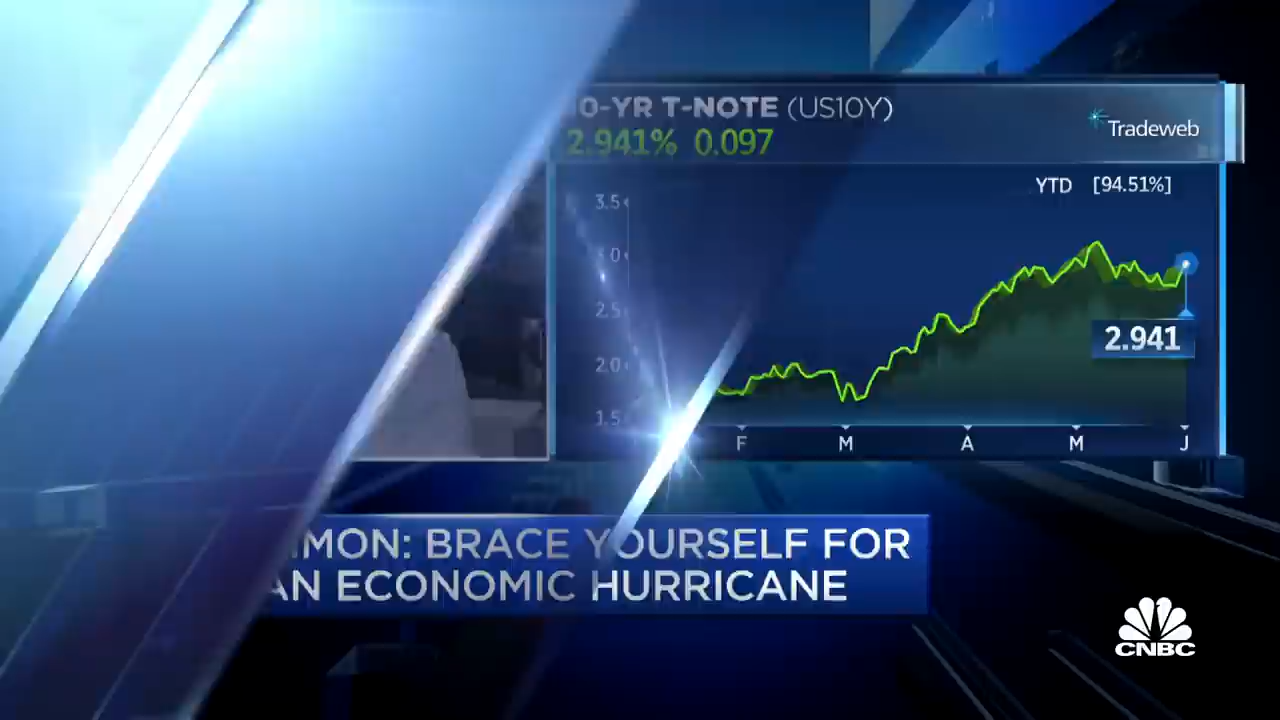 10-YR T-NOTE (US10Y)
2.941% 0.097
Tradeweb
YTD [94.51%]
3.5
.0
2.5
2.0
1.5
2.941
F M A M J
IMON: BRACE YOURSELF FOR
AN ECONOMIC HURRICANE
CNBC